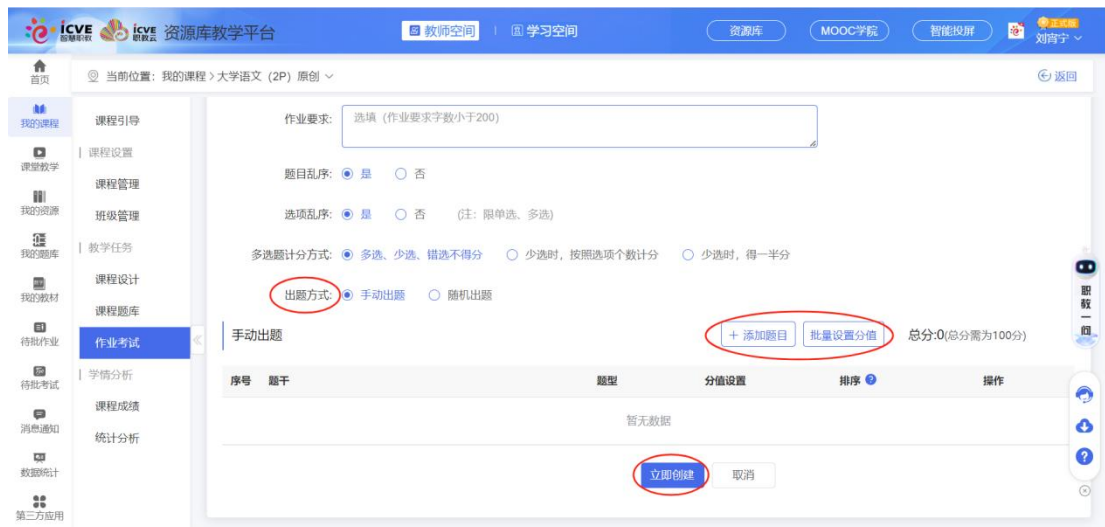 icve 智慧职教 icve 职教云 资源库教学平台 教师空间 学习空间 资源库 MOOC学院 智能投屏 正式版 刘宵宁
首页
当前位置：我的课程 > 大学语文（2P）原创
返回
我的课程
课堂教学
我的资源
我的题库
我的教材
待批作业
待批考试
消息通知
数据统计
第三方应用
课程引导
课程设置
课程管理
班级管理
教学任务
课程设计
课程题库
作业考试
学情分析
课程成绩
统计分析
作业要求: 选填（作业要求字数小于200）
题目乱序: 是 否
选项乱序: 是 否 (注：限单选、多选)
多选题计分方式: 多选、少选、错选不得分 少选时，按照选项个数计分 少选时，得一半分
出题方式: 手动出题 随机出题
手动出题 + 添加题目 批量设置分值 总分:0(总分需为100分)
序号 题干 题型 分值设置 排序 操作
暂无数据
立即创建 取消
职教一问